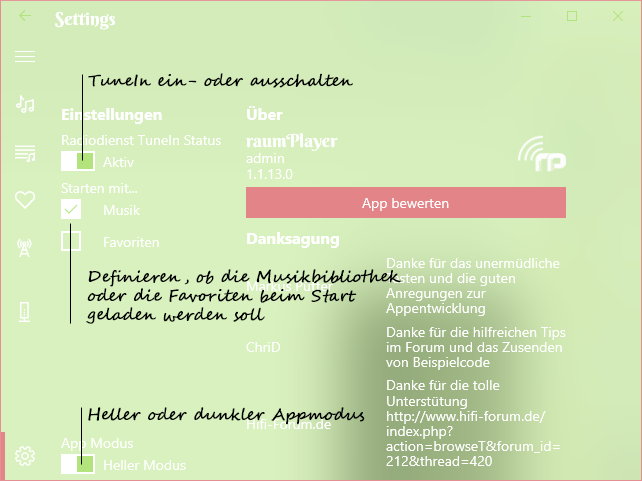 Settings
TuneIn ein- oder ausschalten
Einstellungen
Radiodienst TuneIn Status
Aktiv
Starten mit...
Musik
Favoriten
Definieren, ob die Musikbibliothek
oder die Favoriten beim Start
geladen werden soll
Heller oder dunkler Appmodus
App Modus
Heller Modus
Über
raumPlayer
admin
1.1.13.0
rp
App bewerten
Danksagung
Markus Pütter
Danke für das unermüdliche
Testen und die guten
Anregungen zur
Appentwicklung
ChriD
Danke für die hilfreichen Tips
im Forum und das Zusenden
von Beispielcode
Hifi-Forum.de
Danke für die tolle
Unterstütung
http://www.hifi-forum.de/
index.php?
action=browseT&forum_id=
212&thread=420